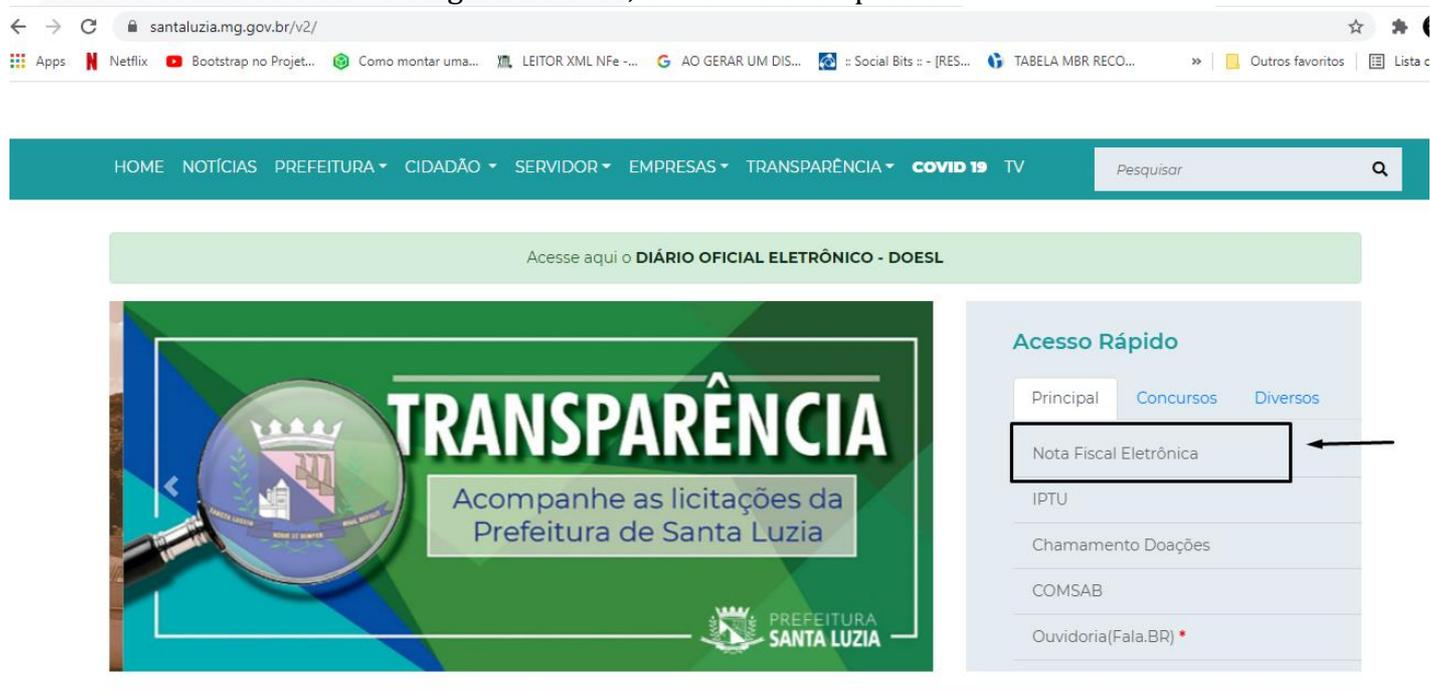 santaluzia.mg.gov.br/v2/
Apps Netflix Bootstrap no Projet... Como montar uma... LEITOR XML NFe -... AO GERAR UM DIS... :: Social Bits :: - [RES... TABELA MBR RECO... » Outros favoritos Lista
HOME NOTÍCIAS PREFEITURA CIDADÃO SERVIDOR EMPRESAS TRANSPARÊNCIA COVID 19 TV Pesquisar
Acesse aqui o DIÁRIO OFICIAL ELETRÔNICO - DOESL
TRANSPARÊNCIA
Acompanhe as licitações da
Prefeitura de Santa Luzia
PREFEITURA
SANTA LUZIA
Acesso Rápido
Principal Concursos Diversos
Nota Fiscal Eletrônica
IPTU
Chamamento Doações
COMSAB
Ouvidoria(Fala.BR) *